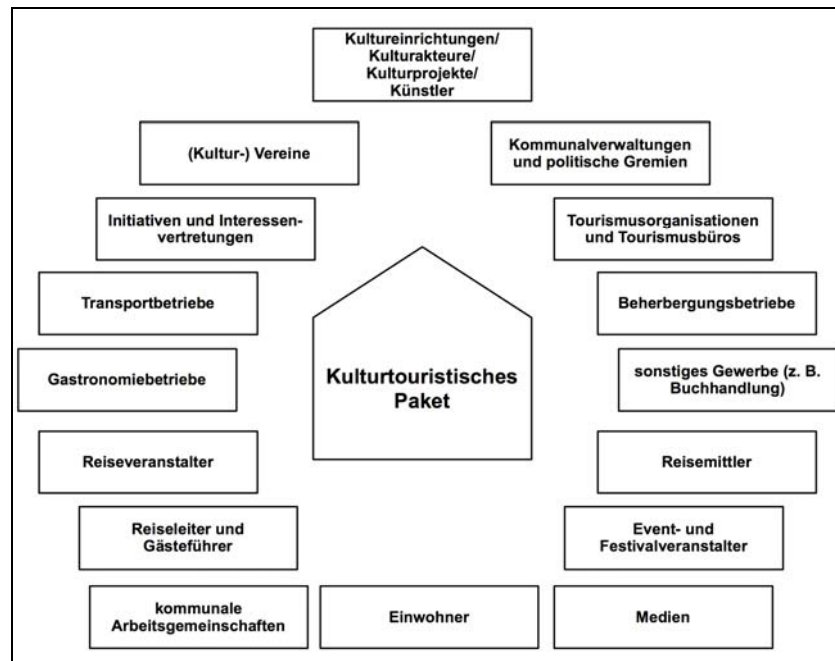 Kultureinrichtungen/
Kulturakteure/
Kulturprojekte/
Künstler
(Kultur-) Vereine
Kommunalverwaltungen
und politische Gremien
Initiativen und Interessen-
vertretungen
Tourismusorganisationen
und Tourismusbüros
Transportbetriebe
Beherbergungsbetriebe
Gastronomiebetriebe
sonstiges Gewerbe (z. B.
Buchhandlung)
Kulturtouristisches
Paket
Reiseveranstalter
Reisemittler
Reiseleiter und
Gästeführer
Event- und
Festivalveranstalter
kommunale
Arbeitsgemeinschaften
Einwohner
Medien